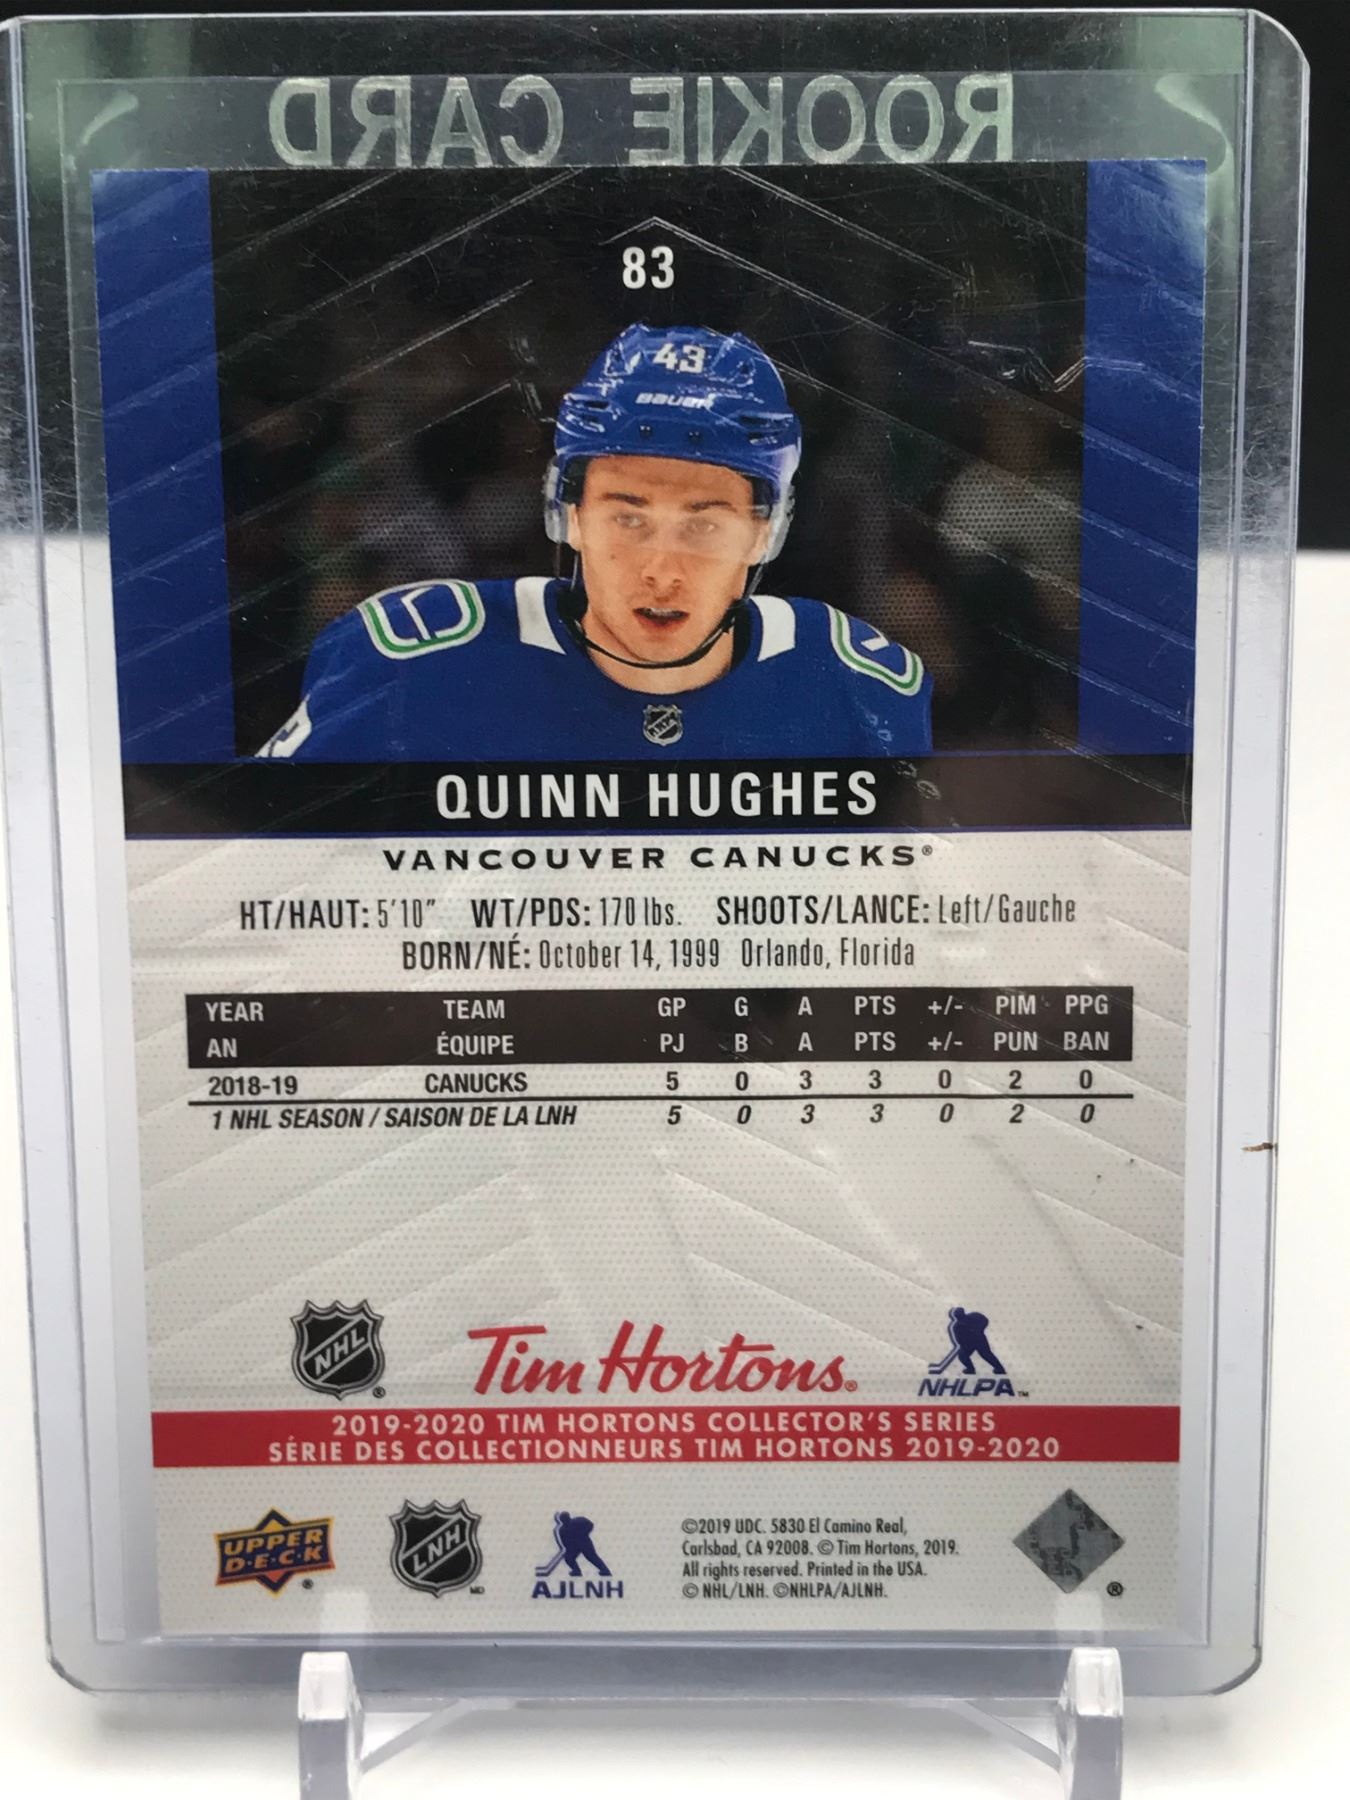 ROOKIE CARD
83
43
BAUER
QUINN HUGHES
VANCOUVER CANUCKS®
HT/HAUT: 5'10" WT/PDS: 170 lbs. SHOOTS/LANCE: Left/Gauche
BORN/NÉ: October 14, 1999 Orlando, Florida
YEAR TEAM GP G A PTS +/- PIM PPG
AN ÉQUIPE PJ B A PTS +/- PUN BAN
2018-19 CANUCKS 5 0 3 3 0 2 0
1 NHL SEASON / SAISON DE LA LNH 5 0 3 3 0 2 0
NHL ® Tim Hortons® NHLPA™
2019-2020 TIM HORTONS COLLECTOR'S SERIES
SÉRIE DES COLLECTIONNEURS TIM HORTONS 2019-2020
UPPER
D·E·C·K ®
LNH MD
AJLNH
©2019 UDC. 5830 El Camino Real,
Carlsbad, CA 92008. © Tim Hortons, 2019.
All rights reserved. Printed in the USA.
© NHL/LNH. ©NHLPA/AJLNH.
®